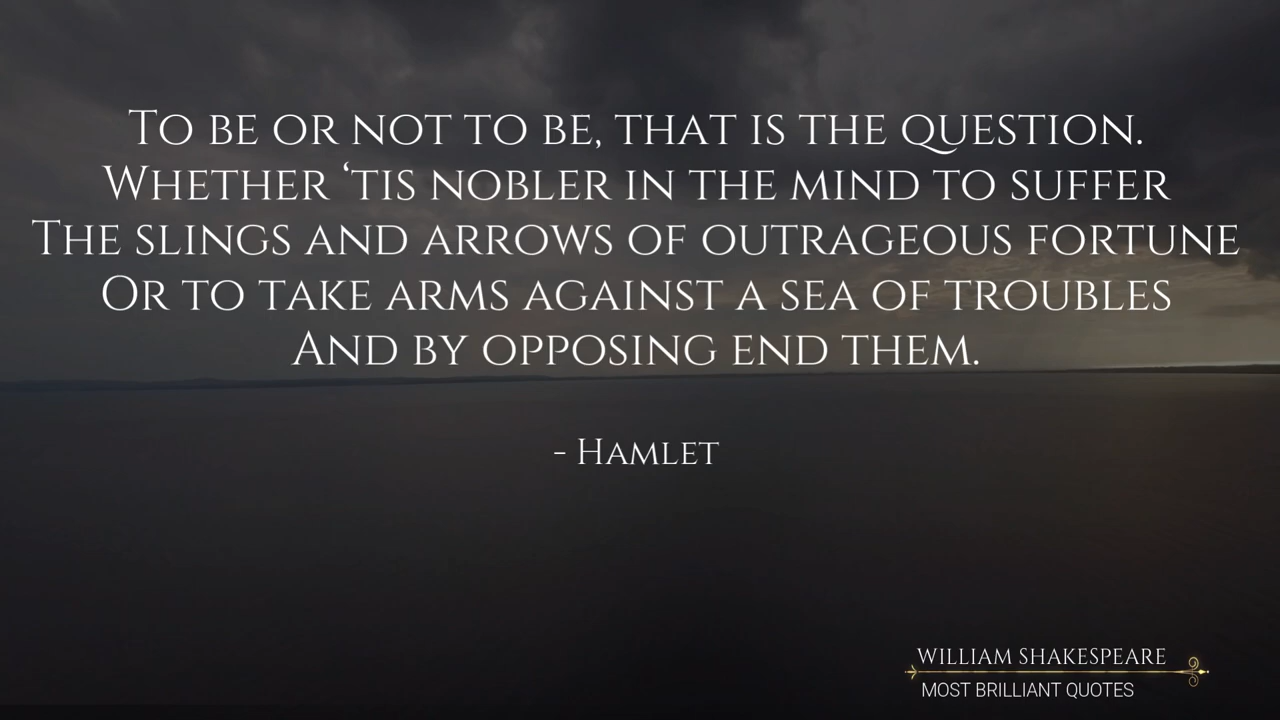 To be or not to be, that is the question.
Whether ‘tis nobler in the mind to suffer
The slings and arrows of outrageous fortune
Or to take arms against a sea of troubles
And by opposing end them.
- Hamlet
WILLIAM SHAKESPEARE
MOST BRILLIANT QUOTES